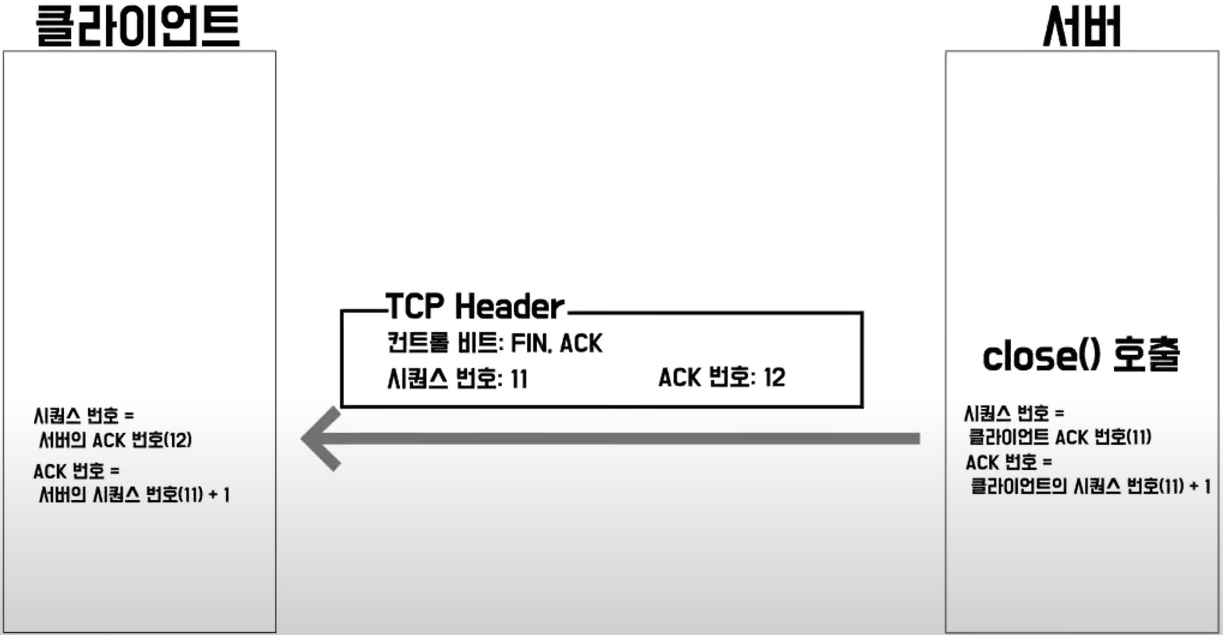 클라이언트
서버
TCP Header
컨트롤 비트: FIN, ACK
시퀀스 번호: 11
ACK 번호: 12
close() 호출
시퀀스 번호 =
서버의 ACK 번호(12)
ACK 번호 =
서버의 시퀀스 번호(11) + 1
시퀀스 번호 =
클라이언트 ACK 번호(11)
ACK 번호 =
클라이언트의 시퀀스 번호(11) + 1